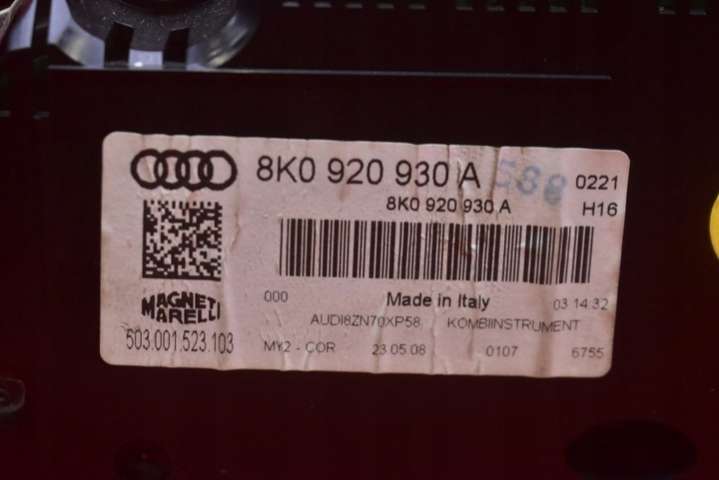 8K0 920 930 A 588 0221
8K0 920 930 A H16
000 Made in Italy 03 14:32
MAGNETI
MARELLI
AUDI8ZN70XP58 KOMBIINSTRUMENT
503.001.523.103
MY2-COR 23.05.08 0107 6755